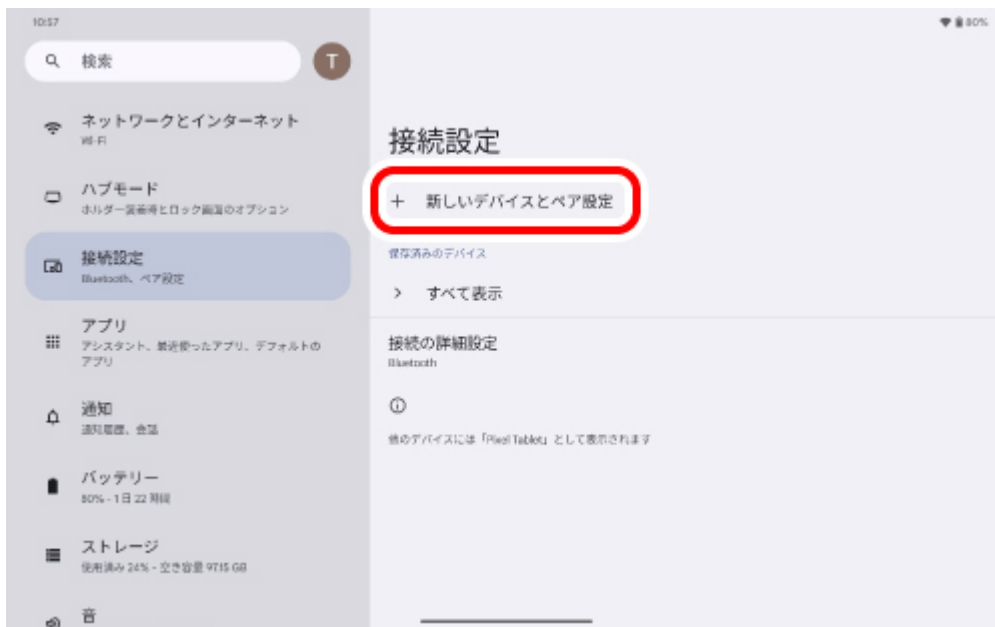 10:57
80%
検索
T
ネットワークとインターネット
Wi-Fi
ハブモード
ホルダー装着時とロック画面のオプション
接続設定
Bluetooth、ペア設定
アプリ
アシスタント、最近使ったアプリ、デフォルトの
アプリ
通知
通知履歴、会話
バッテリー
80% - 1日 22 時間
ストレージ
使用済み 24% - 空き容量 97.15 GB
音
接続設定
+ 新しいデバイスとペア設定
保存済みのデバイス
すべて表示
接続の詳細設定
Bluetooth
他のデバイスには「Pixel Tablet」として表示されます